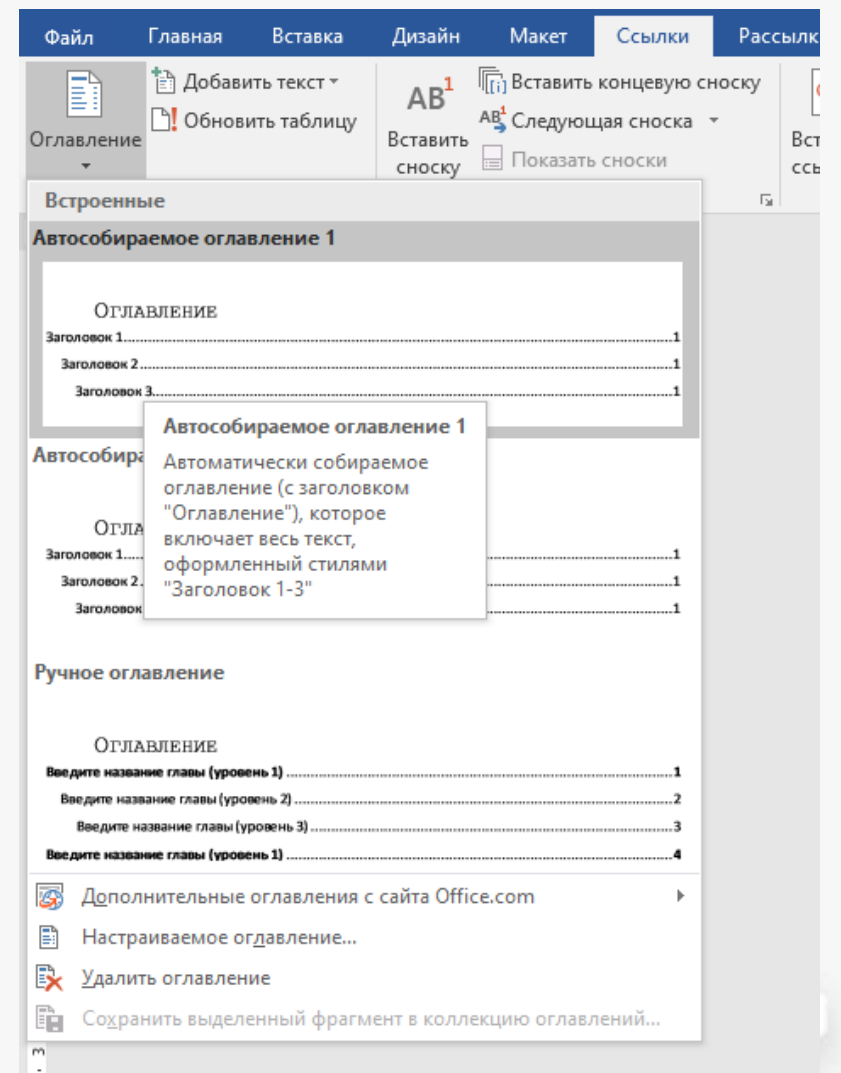 Файл Главная Вставка Дизайн Макет Ссылки Рассылк
Оглавление
Добавить текст
Обновить таблицу
AB1
Вставить
сноску
[i] Вставить концевую сноску
AB1 Следующая сноска
Показать сноски
Вст
ссы
Встроенные
Автособираемое оглавление 1
Оглавление
Заголовок 1 1
Заголовок 2 1
Заголовок 3 1
Автособираемое оглавление 1
Автоматически собираемое
оглавление (с заголовком
"Оглавление"), которое
включает весь текст,
оформленный стилями
"Заголовок 1-3"
Автособира
Огла
Заголовок 1 1
Заголовок 2 1
Заголовок 1
Ручное оглавление
Оглавление
Введите название главы (уровень 1) 1
Введите название главы (уровень 2) 2
Введите название главы (уровень 3) 3
Введите название главы (уровень 1) 4
Дополнительные оглавления с сайта Office.com
Настраиваемое оглавление...
Удалить оглавление
Сохранить выделенный фрагмент в коллекцию оглавлений...